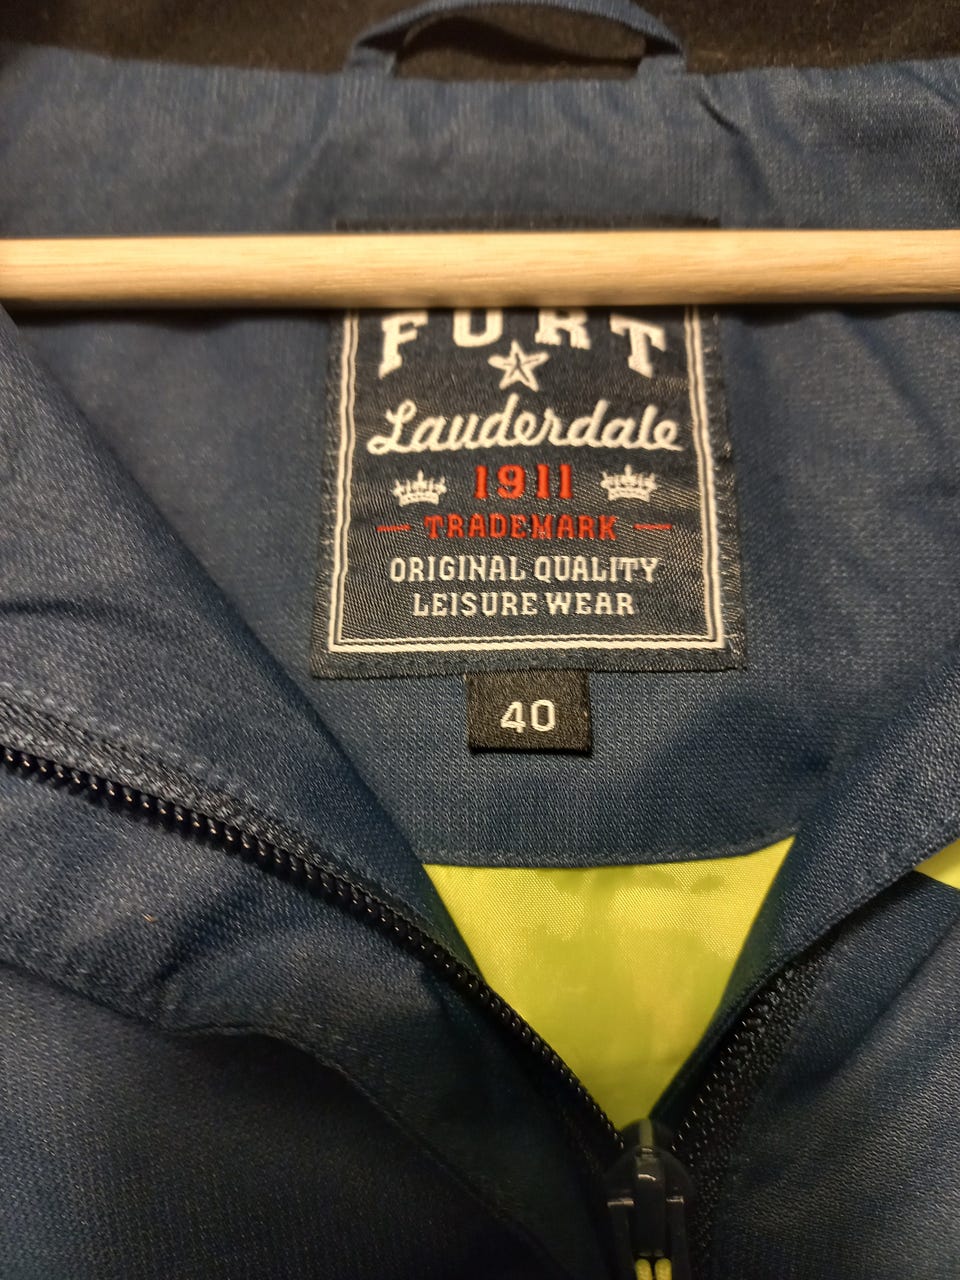 FORT
Lauderdale
1911
TRADEMARK
ORIGINAL QUALITY
LEISURE WEAR
40